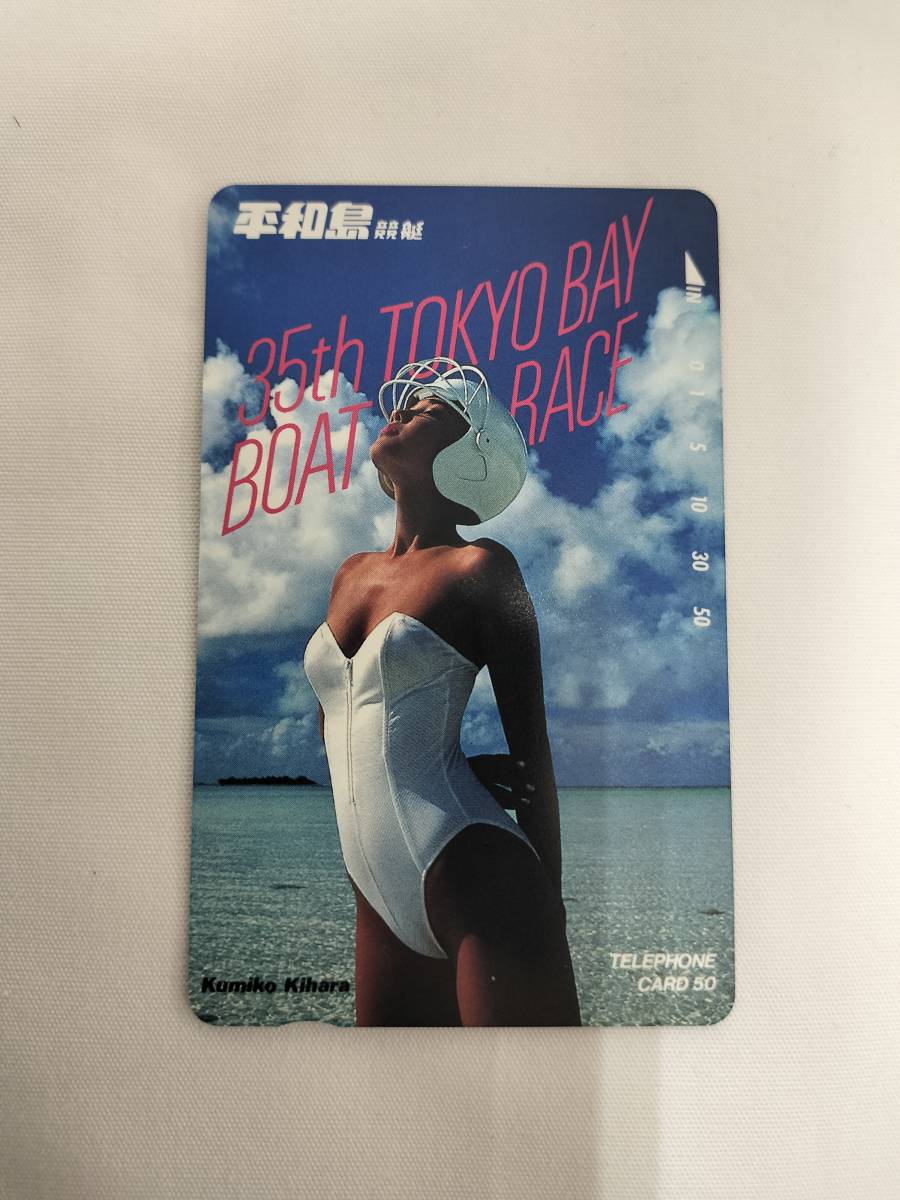 平和島競艇
35th TOKYO BAY
BOAT RACE
IN
0
1
5
10
30
50
Kumiko Kihara
TELEPHONE
CARD 50